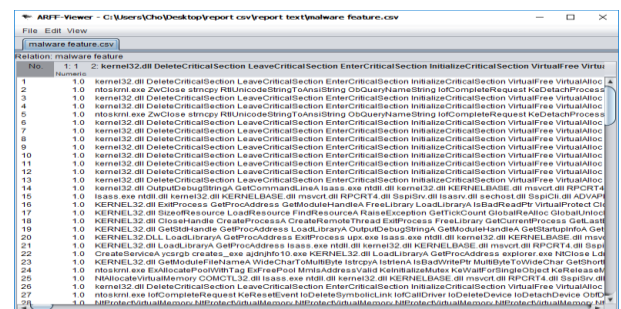 ARFF-Viewer - C:\Users\Cho\Desktop\report csv\report text\malware feature.csv
File Edit View
malware feature.csv
Relation: malware feature
No. 1: 1 2: kernel32.dll DeleteCriticalSection LeaveCriticalSection EnterCriticalSection InitializeCriticalSection VirtualFree Virtual
Numeric
1 1.0 kernel32.dll DeleteCriticalSection LeaveCriticalSection EnterCriticalSection InitializeCriticalSection VirtualFree VirtualAlloc
2 1.0 ntoskrnl.exe ZwClose strncpy RtlUnicodeStringToAnsiString ObQueryNameString IofCompleteRequest KeDetachProcess
3 1.0 kernel32.dll DeleteCriticalSection LeaveCriticalSection EnterCriticalSection InitializeCriticalSection VirtualFree VirtualAlloc
4 1.0 kernel32.dll DeleteCriticalSection LeaveCriticalSection EnterCriticalSection InitializeCriticalSection VirtualFree VirtualAlloc
5 1.0 ntoskrnl.exe ZwClose strncpy RtlUnicodeStringToAnsiString ObQueryNameString IofCompleteRequest KeDetachProcess
6 1.0 kernel32.dll DeleteCriticalSection LeaveCriticalSection EnterCriticalSection InitializeCriticalSection VirtualFree VirtualAlloc
7 1.0 kernel32.dll DeleteCriticalSection LeaveCriticalSection EnterCriticalSection InitializeCriticalSection VirtualFree VirtualAlloc
8 1.0 kernel32.dll DeleteCriticalSection LeaveCriticalSection EnterCriticalSection InitializeCriticalSection VirtualFree VirtualAlloc
9 1.0 kernel32.dll DeleteCriticalSection LeaveCriticalSection EnterCriticalSection InitializeCriticalSection VirtualFree VirtualAlloc
10 1.0 kernel32.dll DeleteCriticalSection LeaveCriticalSection EnterCriticalSection InitializeCriticalSection VirtualFree VirtualAlloc
11 1.0 kernel32.dll DeleteCriticalSection LeaveCriticalSection EnterCriticalSection InitializeCriticalSection VirtualFree VirtualAlloc
12 1.0 kernel32.dll DeleteCriticalSection LeaveCriticalSection EnterCriticalSection InitializeCriticalSection VirtualFree VirtualAlloc
13 1.0 kernel32.dll DeleteCriticalSection LeaveCriticalSection EnterCriticalSection InitializeCriticalSection VirtualFree VirtualAlloc
14 1.0 kernel32.dll OutputDebugStringA GetCommandLineA lsass.exe ntdll.dll kernel32.dll KERNELBASE.dll msvcrt.dll RPCRT4
15 1.0 lsass.exe ntdll.dll kernel32.dll KERNELBASE.dll msvcrt.dll RPCRT4.dll SspiSrv.dll lsasrv.dll sechost.dll SspiCli.dll ADVAPI
16 1.0 KERNEL32.dll ExitProcess GetProcAddress GetModuleHandleA FreeLibrary LoadLibraryA IsBadReadPtr VirtualProtect
17 1.0 KERNEL32.dll SizeofResource LoadResource FindResourceA RaiseException GetTickCount GlobalReAlloc GlobalUnloc
18 1.0 KERNEL32.dll CloseHandle CreateProcessA CreateRemoteThread ExitProcess FreeLibrary GetCurrentProcess GetLast
19 1.0 KERNEL32.dll GetStdHandle GetProcAddress LoadLibraryA OutputDebugStringA GetModuleHandleA GetStartupInfoA Get
20 1.0 KERNEL32.DLL LoadLibraryA GetProcAddress ExitProcess upx.exe lsass.exe ntdll.dll kernel32.dll KERNELBASE.dll msv
21 1.0 KERNEL32.dll LoadLibraryA GetProcAddress lsass.exe ntdll.dll kernel32.dll KERNELBASE.dll msvcrt.dll RPCRT4.dll Sspi
22 1.0 CreateServiceA ycsrgb creates_exe KERNEL32.dll LoadLibraryA GetProcAddress explorer.exe NtClose
23 1.0 KERNEL32.dll GetModuleFileNameA WideCharToMultiByte lstrcpyA lstrlenA IsBadWritePtr MultiByteToWideChar GetShort
24 1.0 ntoskrnl.exe ExAllocatePoolWithTag ExFreePool MmIsAddressValid KeInitializeMutex KeWaitForSingleObject KeReleaseM
25 1.0 NtAllocateVirtualMemory COMCTL32.dll lsass.exe ntdll.dll kernel32.dll KERNELBASE.dll msvcrt.dll RPCRT4.dll SspiSrv.dl
27 1.0 ntoskrnl.exe IofCompleteRequest KeResetEvent IoDeleteSymbolicLink IofCallDriver IoDeleteDevice IoDetachDevice
28 1.0 NtProtectVirtualMemory NtProtectVirtualMemory NtProtectVirtualMemory NtProtectVirtualMemory